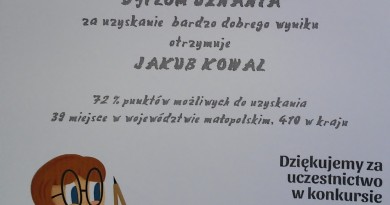 DYPLOM UZNANIA
za uzyskanie bardzo dobrego wyniku
otrzymuje
JAKUB KOWAL
72 % punktów możliwych do uzyskania
39 miejsce w województwie małopolskim, 410 w kraju
Dziękujemy za
uczestnictwo
w konkursie